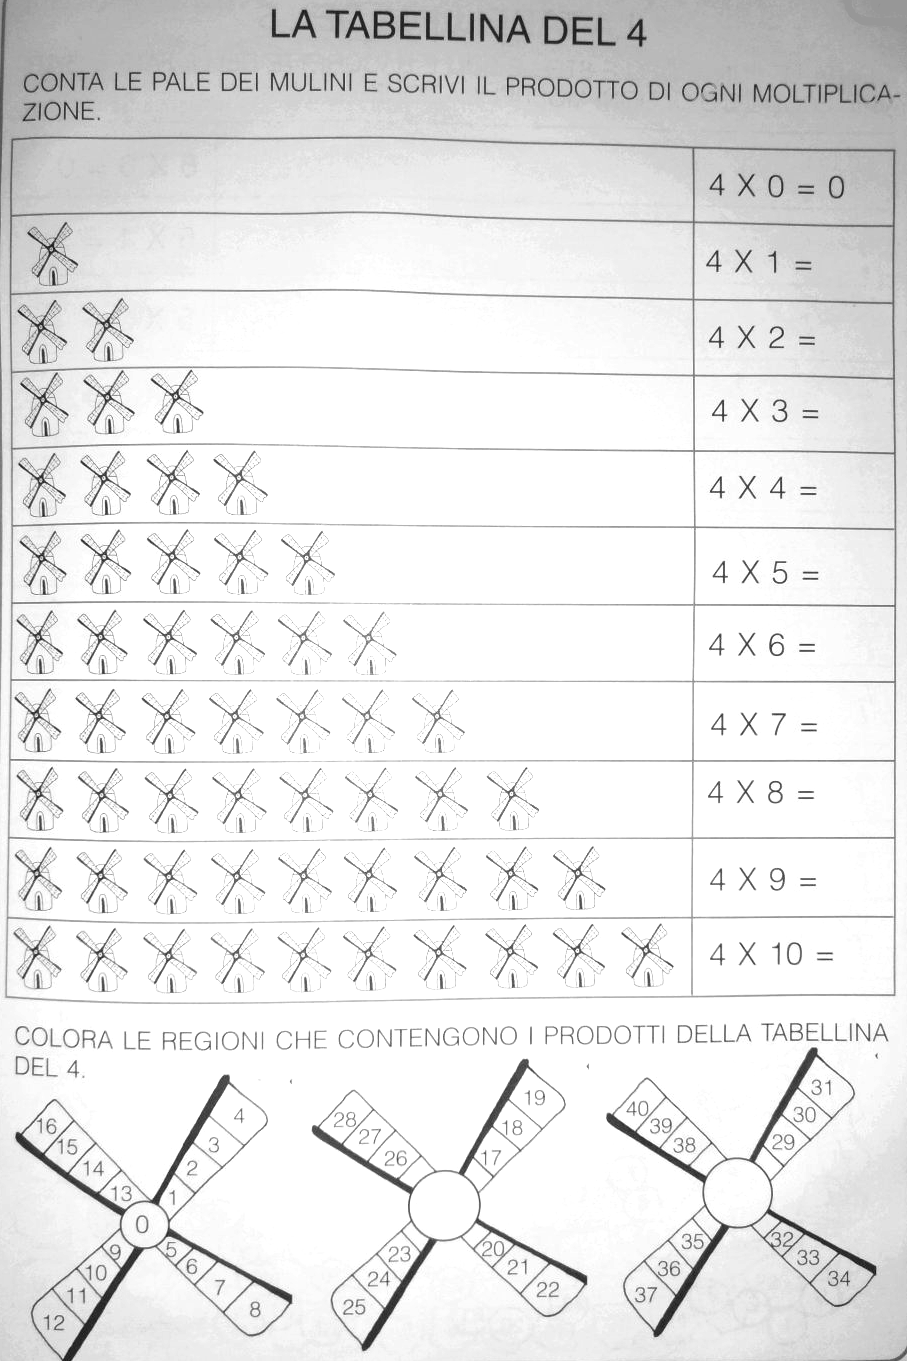 LA TABELLINA DEL 4
CONTA LE PALE DEI MULINI E SCRIVI IL PRODOTTO DI OGNI MOLTIPLICA-
ZIONE.
4 X 0 = 0
4 X 1 =
4 X 2 =
4 X 3 =
4 X 4 =
4 X 5 =
4 X 6 =
4 X 7 =
4 X 8 =
4 X 9 =
4 X 10 =
COLORA LE REGIONI CHE CONTENGONO I PRODOTTI DELLA TABELLINA
DEL 4.
16 15 14 13
4 3 2 1
0
9 10 11 12
5 6 7 8
28 27 26
19 18 17
23 24 25
20 21 22
40 39 38
31 30 29
35 36 37
32 33 34